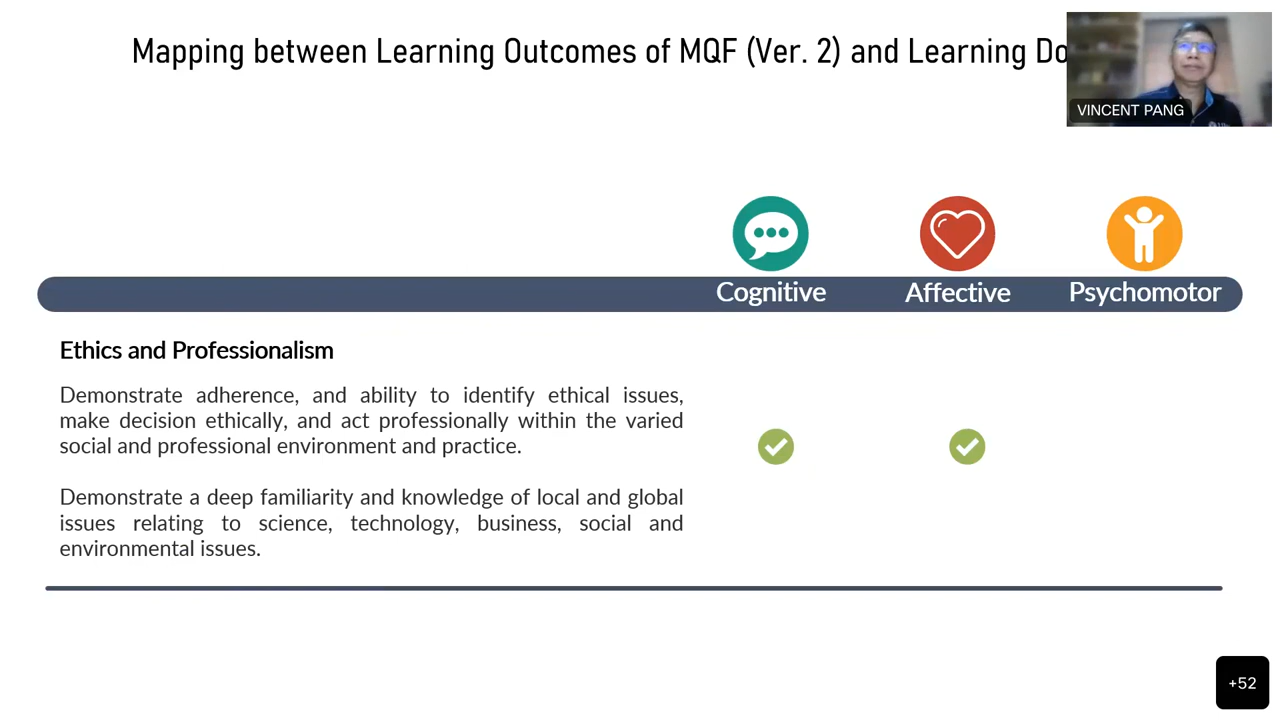 Mapping between Learning Outcomes of MQF (Ver. 2) and Learning Do
VINCENT PANG
Cognitive Affective Psychomotor
Ethics and Professionalism
Demonstrate adherence, and ability to identify ethical issues,
make decision ethically, and act professionally within the varied
social and professional environment and practice.
Demonstrate a deep familiarity and knowledge of local and global
issues relating to science, technology, business, social and
environmental issues.
+52